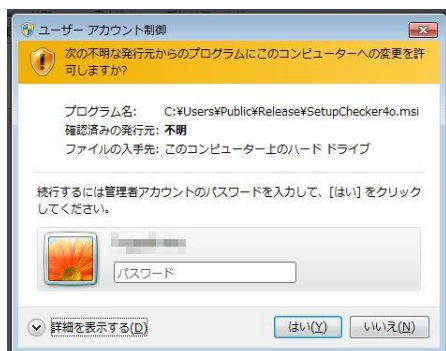 ユーザー アカウント制御
次の不明な発行元からのプログラムにこのコンピューターへの変更を許
可しますか?
プログラム名: C:¥Users¥Public¥Release¥SetupChecker4o.msi
確認済みの発行元: 不明
ファイルの入手先: このコンピューター上のハード ドライブ
続行するには管理者アカウントのパスワードを入力して、[はい] をクリック
してください。
パスワード
詳細を表示する(D)
はい(Y)
いいえ(N)